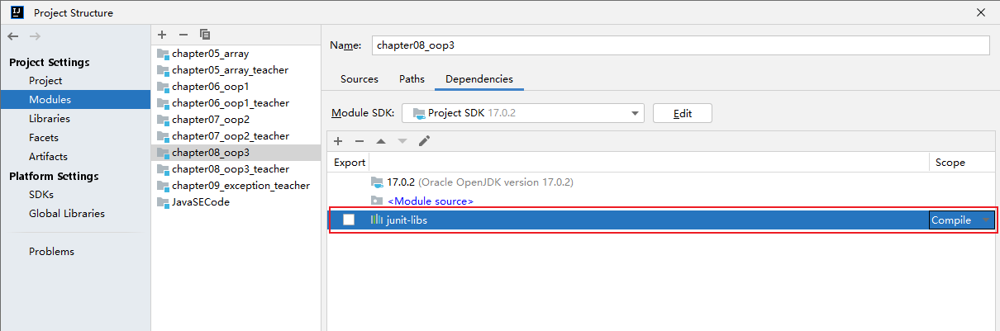 Project Structure
Project Settings
Project
Modules
Libraries
Facets
Artifacts
Platform Settings
SDKs
Global Libraries
Problems
chapter05_array
chapter05_array_teacher
chapter06_oop1
chapter06_oop1_teacher
chapter07_oop2
chapter07_oop2_teacher
chapter08_oop3
chapter08_oop3_teacher
chapter09_exception_teacher
JavaSECode
Name: chapter08_oop3
Sources Paths Dependencies
Module SDK: Project SDK 17.0.2 Edit
Export Scope
17.0.2 (Oracle OpenJDK version 17.0.2)
<Module source>
junit-libs Compile